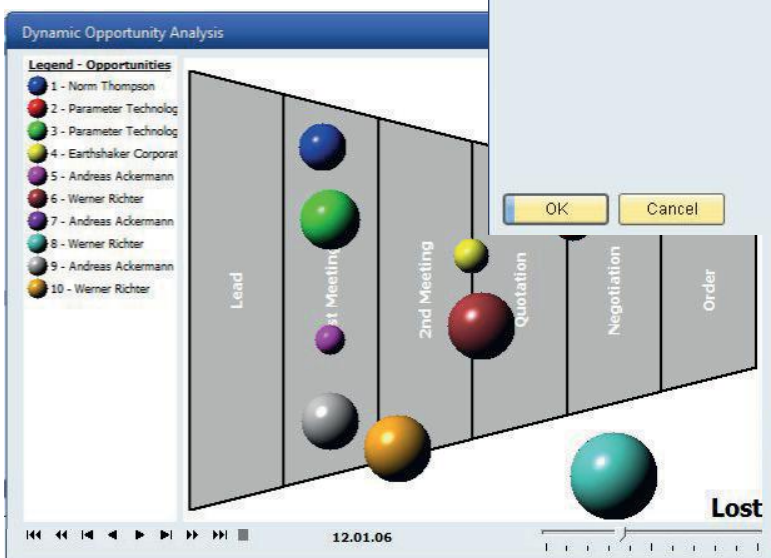 Dynamic Opportunity Analysis
Legend - Opportunities
1 - Norm Thompson
2 - Parameter Technolog
3 - Parameter Technolog
4 - Earthshaker Corporat
5 - Andreas Ackermann
6 - Werner Richter
7 - Andreas Ackermann
8 - Werner Richter
9 - Andreas Ackermann
10 - Werner Richter
Lead
st Meeting
2nd Meeting
Quotation
Negotiation
Order
OK
Cancel
Lost
12.01.06